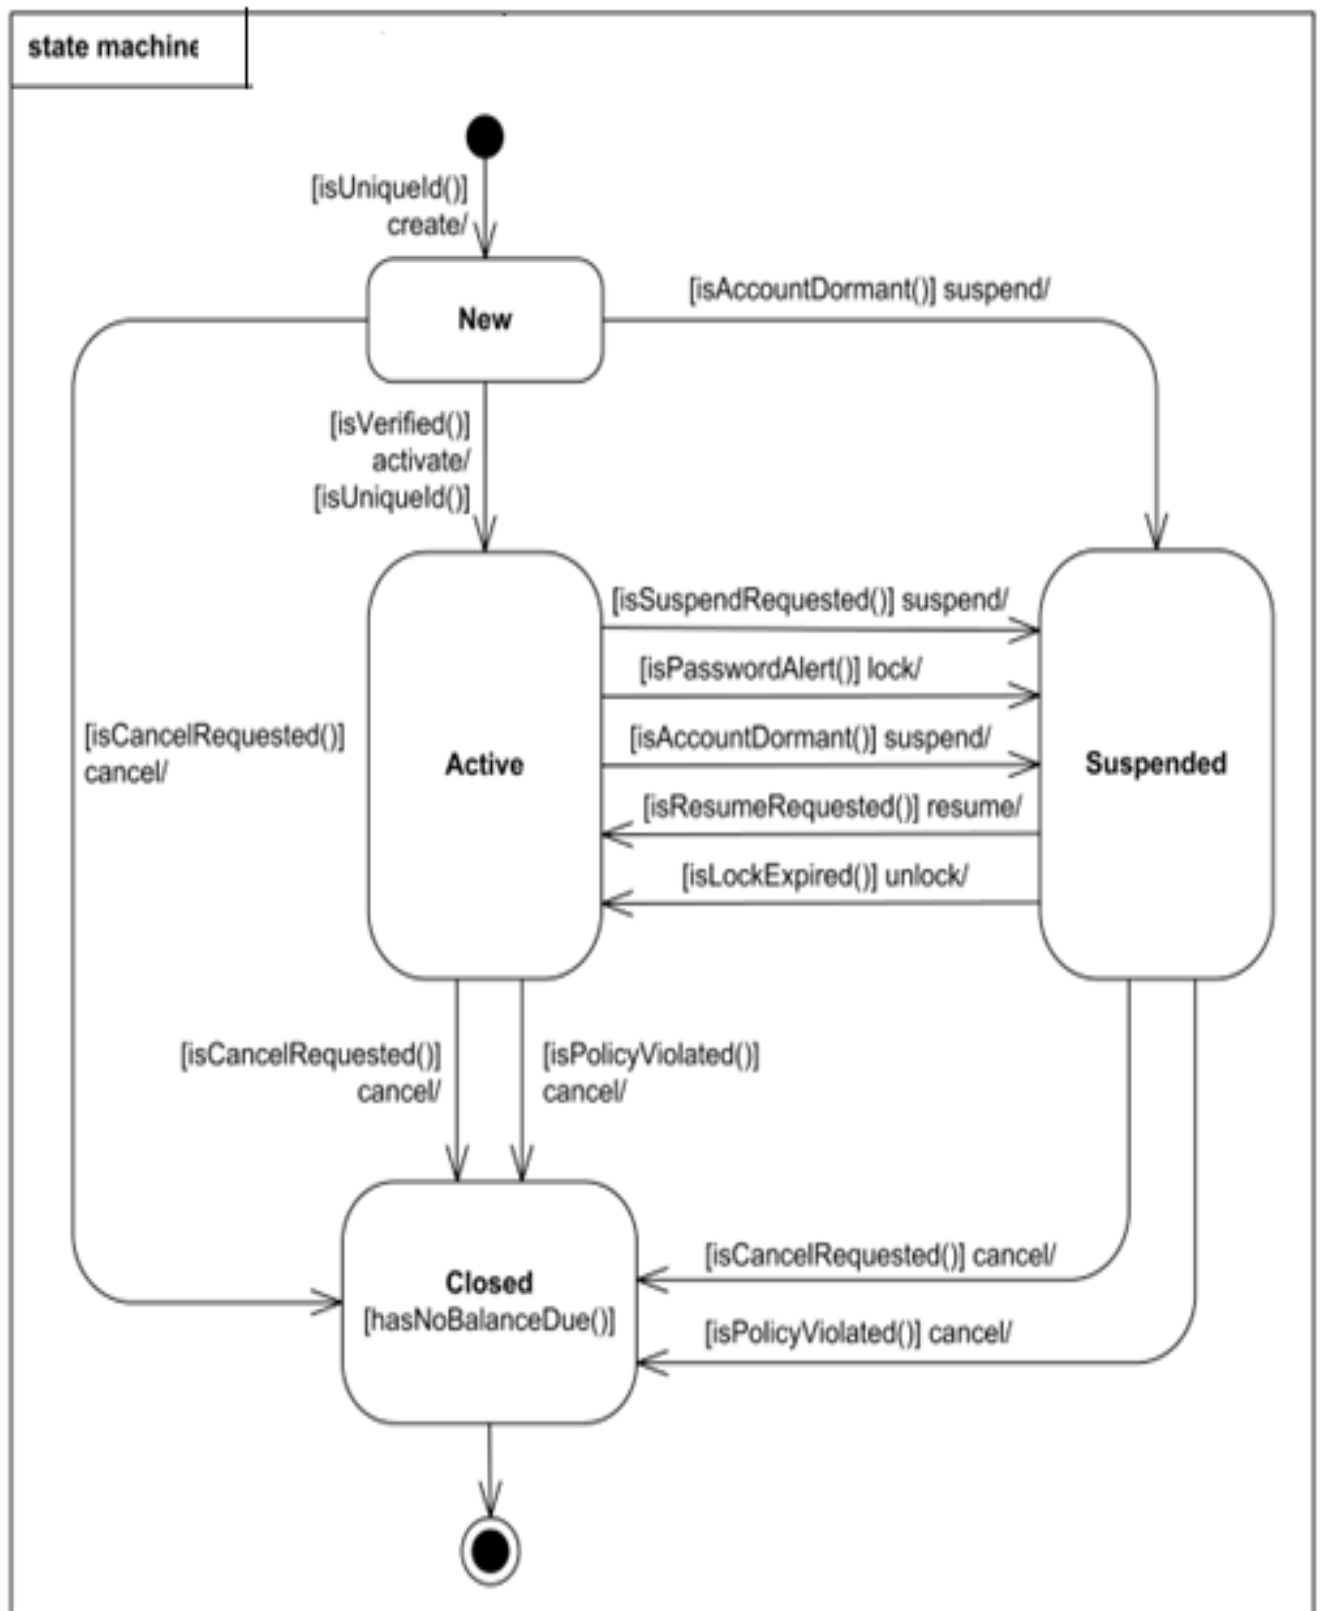 state machine
[isUniqueId()]
create/
[isAccountDormant()] suspend/
New
[isVerified()]
activate/
[isUniqueId()]
[isSuspendRequested()] suspend/
[isPasswordAlert()] lock/
[isCancelRequested()]
cancel/
[isAccountDormant()] suspend/
Active
Suspended
[isResumeRequested()] resume/
[isLockExpired()] unlock/
[isCancelRequested()]
cancel/
[isPolicyViolated()]
cancel/
[isCancelRequested()] cancel/
Closed
[hasNoBalanceDue()]
[isPolicyViolated()] cancel/